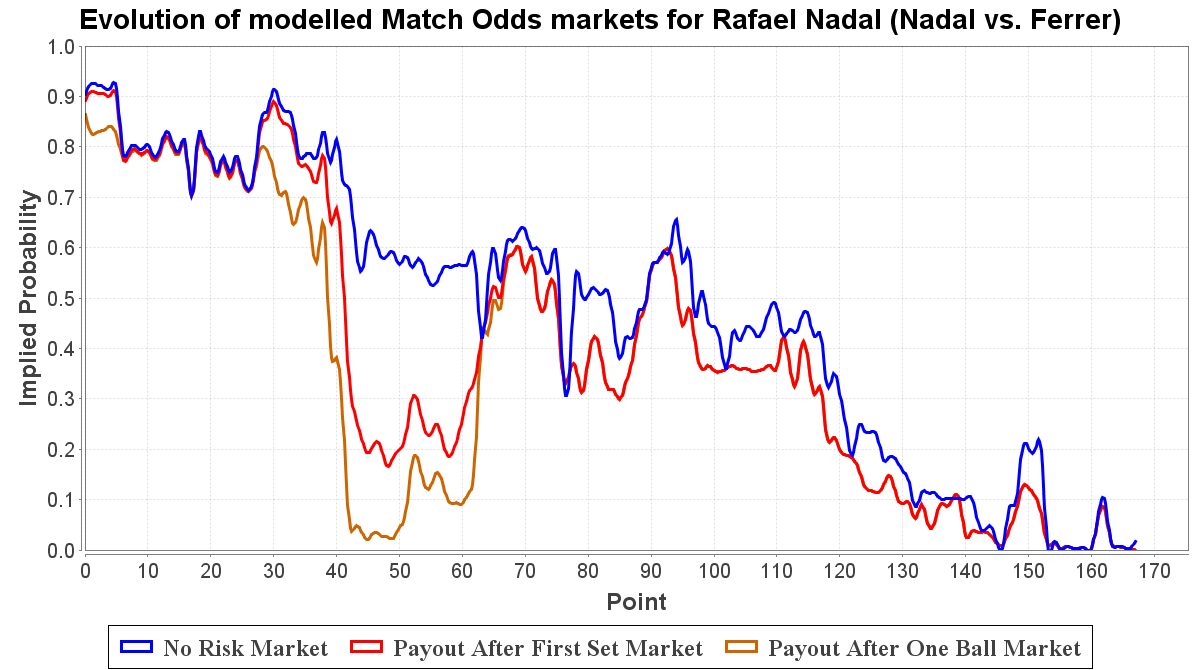 Evolution of modelled Match Odds markets for Rafael Nadal (Nadal vs. Ferrer)
1.0
0.9
0.8
0.7
0.6
0.5
0.4
0.3
0.2
0.1
0.0
Implied Probability
0 10 20 30 40 50 60 70 80 90 100 110 120 130 140 150 160 170
Point
No Risk Market Payout After First Set Market Payout After One Ball Market